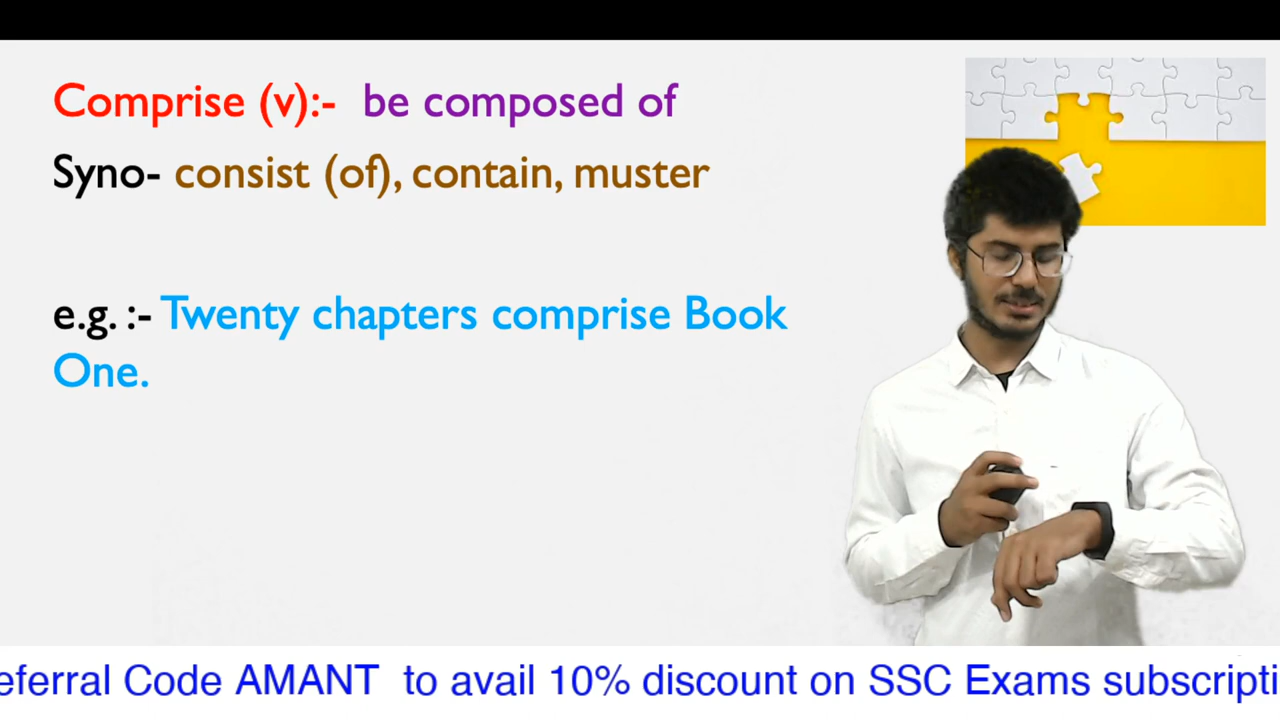 Comprise (v):- be composed of
Syno- consist (of), contain, muster
e.g. :- Twenty chapters comprise Book
One.
eferral Code AMANT to avail 10% discount on SSC Exams subscripti